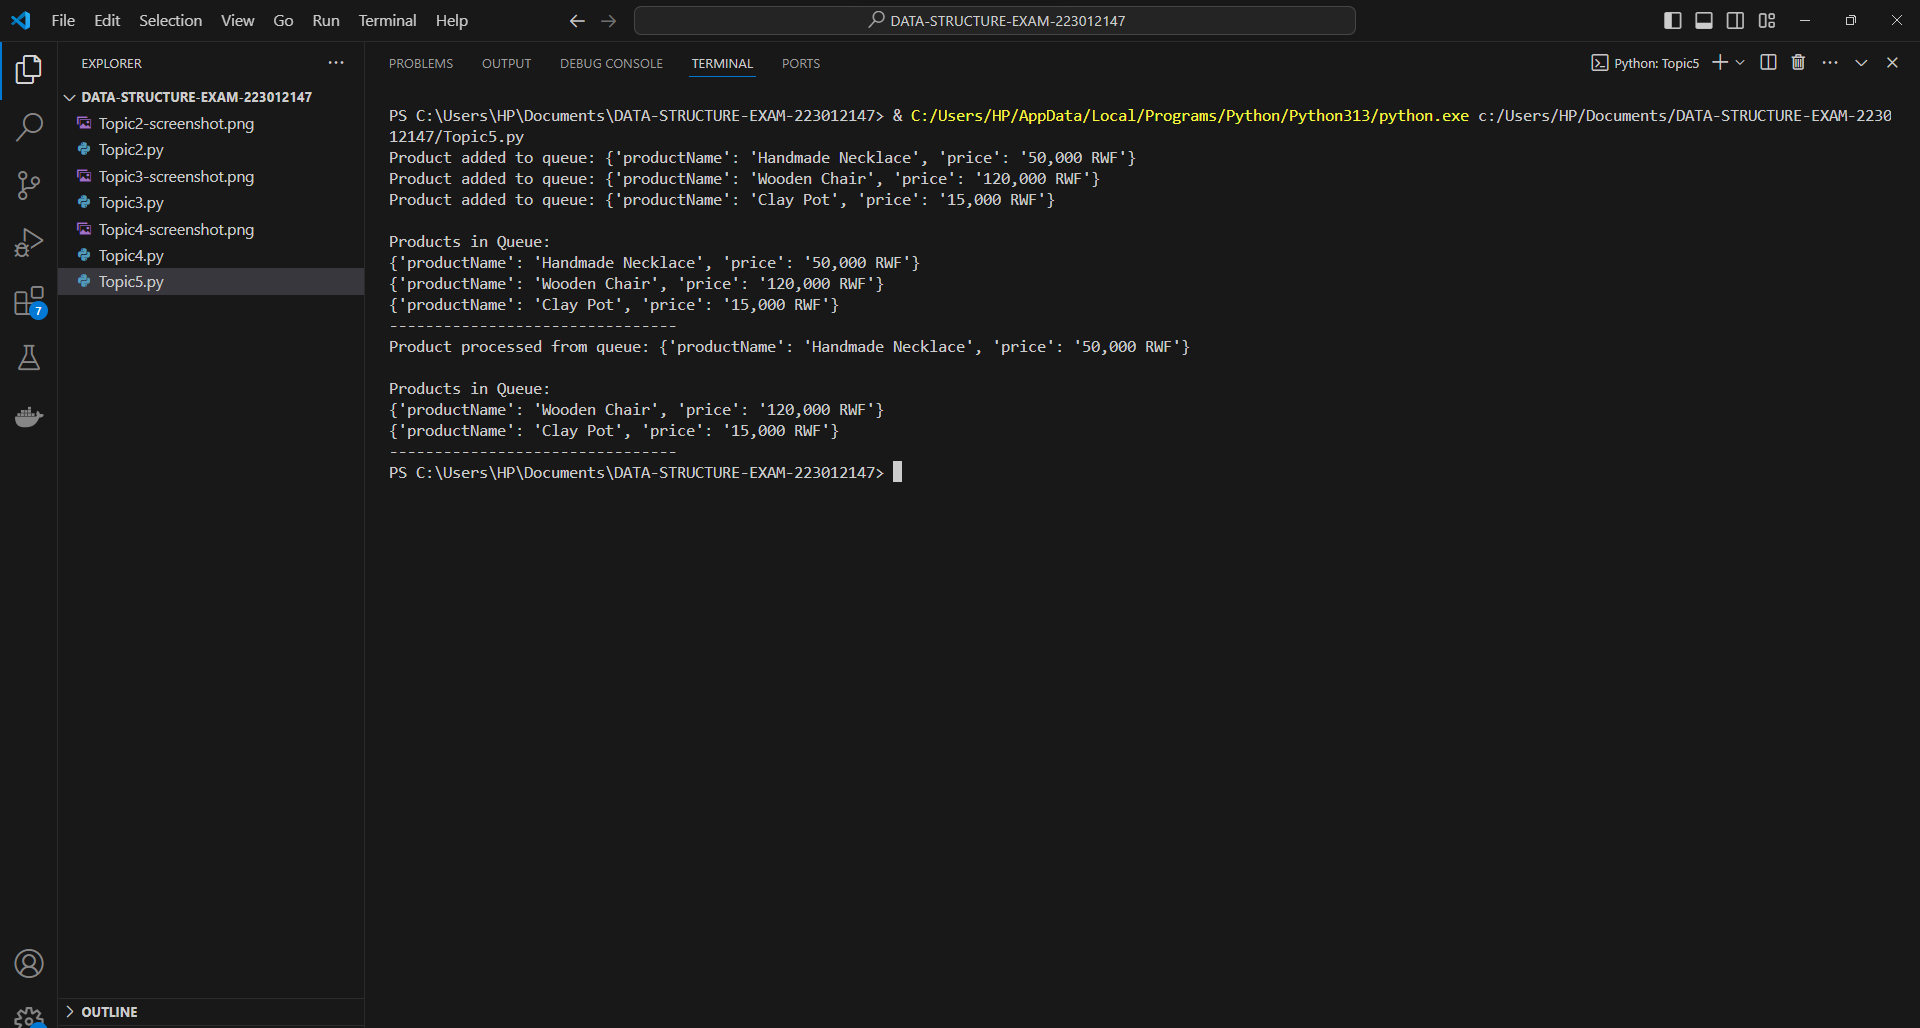 File Edit Selection View Go Run Terminal Help
DATA-STRUCTURE-EXAM-223012147
EXPLORER
DATA-STRUCTURE-EXAM-223012147
Topic2-screenshot.png
Topic2.py
Topic3-screenshot.png
Topic3.py
Topic4-screenshot.png
Topic4.py
Topic5.py
7
OUTLINE
PROBLEMS OUTPUT DEBUG CONSOLE TERMINAL PORTS
Python: Topic5
PS C:\Users\HP\Documents\DATA-STRUCTURE-EXAM-223012147> & C:/Users/HP/AppData/Local/Programs/Python/Python313/python.exe c:/Users/HP/Documents/DATA-STRUCTURE-EXAM-2230
12147/Topic5.py
Product added to queue: {'productName': 'Handmade Necklace', 'price': '50,000 RWF'}
Product added to queue: {'productName': 'Wooden Chair', 'price': '120,000 RWF'}
Product added to queue: {'productName': 'Clay Pot', 'price': '15,000 RWF'}
Products in Queue:
{'productName': 'Handmade Necklace', 'price': '50,000 RWF'}
{'productName': 'Wooden Chair', 'price': '120,000 RWF'}
{'productName': 'Clay Pot', 'price': '15,000 RWF'}
--------------------------------
Product processed from queue: {'productName': 'Handmade Necklace', 'price': '50,000 RWF'}
Products in Queue:
{'productName': 'Wooden Chair', 'price': '120,000 RWF'}
{'productName': 'Clay Pot', 'price': '15,000 RWF'}
--------------------------------
PS C:\Users\HP\Documents\DATA-STRUCTURE-EXAM-223012147>